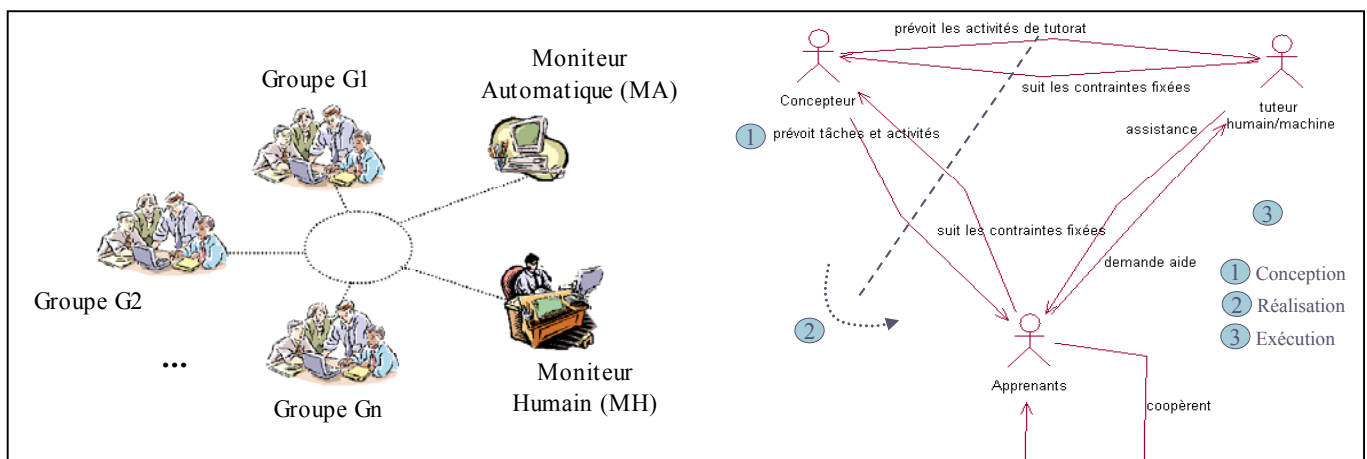 Groupe G1
Moniteur
Automatique (MA)
Groupe G2
...
Groupe Gn
Moniteur
Humain (MH)
prévoit les activités de tutorat
suit les contraintes fixées
Concepteur
tuteur
humain/machine
1 prévoit tâches et activités
assistance
suit les contraintes fixées
3
demande aide
1 Conception
2 Réalisation
3 Exécution
2
Apprenants
coopèrent